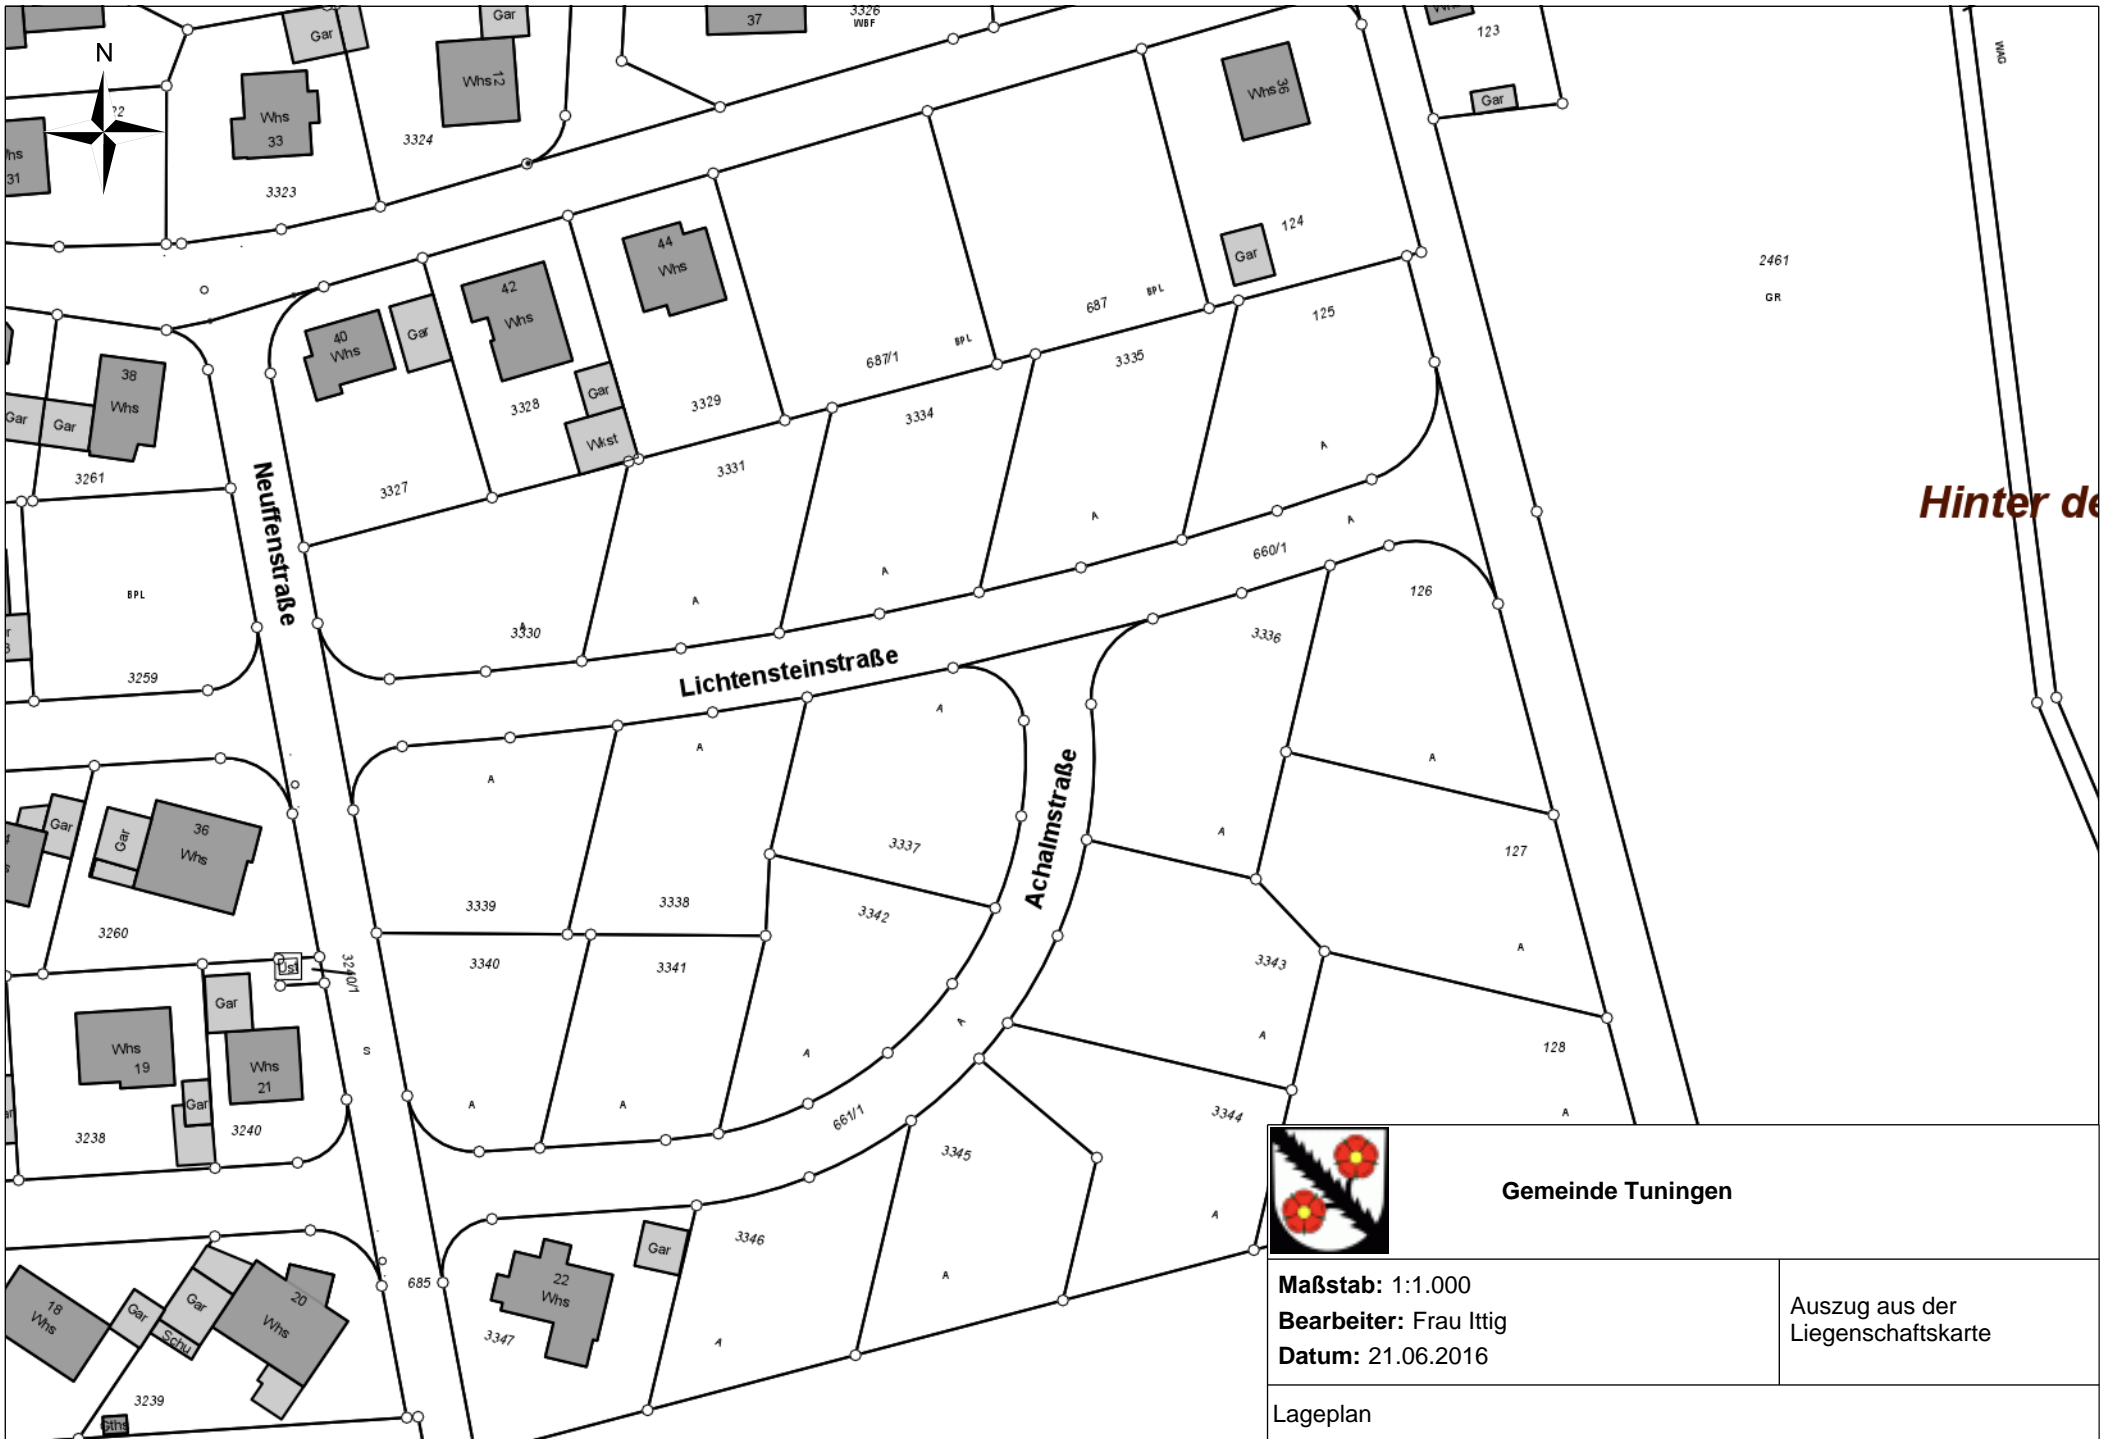 Gar
Gar
37
3326
WBF
123
N
Whs
12
Whs
36
WAG
Gar
Whs
33
3324
31
3323
124
44
Whs
Gar
2461
GR
42
Whs
687
BPL
125
40
Whs
Gar
687/1
BPL
3335
38
Whs
Gar
Gar
Gar
3328
3329
3334
Wkst
A
3331
3261
3327
Hinter de
Neuffenstraße
A
A
660/1
A
BPL
A
126
3330
A
3336
3259
Lichtensteinstraße
A
A
A
A
Achalmstraße
Gar
36
Whs
Gar
A
3337
127
3339
3338
3342
3260
A
3340
3341
3343
3240/1
Ust
Gar
A
A
128
Whs
19
S
A
Whs
21
Gar
A
A
3344
A
661/1
3238
3240
3345
Gemeinde Tuningen
A
3346
Gar
685
22
Whs
A
Maßstab: 1:1.000
Bearbeiter: Frau Ittig
Datum: 21.06.2016
Auszug aus der
Liegenschaftskarte
18
Whs
Gar
Gar
20
Whs
Schu
3347
A
3239
Gths
Lageplan